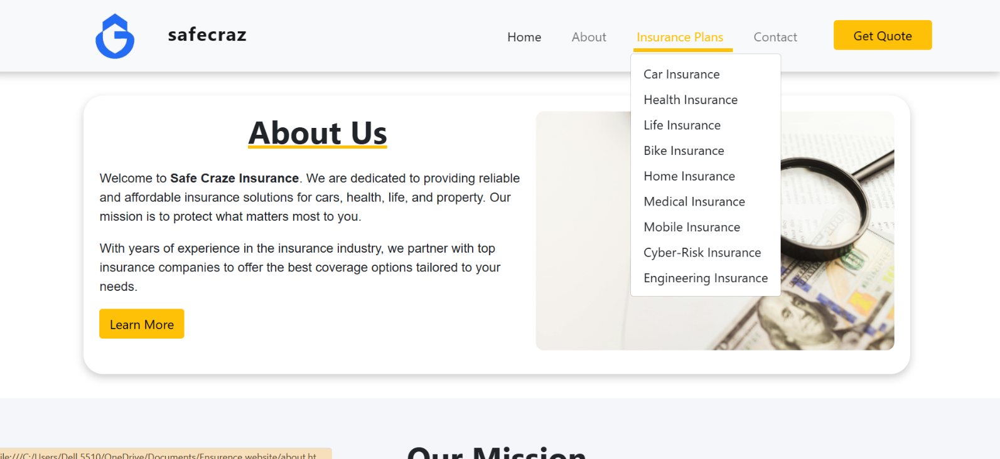 safecraz
Home
About
Insurance Plans
Contact
Get Quote
Car Insurance
Health Insurance
Life Insurance
Bike Insurance
Home Insurance
Medical Insurance
Mobile Insurance
Cyber-Risk Insurance
Engineering Insurance
About Us
Welcome to Safe Craze Insurance. We are dedicated to providing reliable
and affordable insurance solutions for cars, health, life, and property. Our
mission is to protect what matters most to you.
With years of experience in the insurance industry, we partner with top
insurance companies to offer the best coverage options tailored to your
needs.
Learn More
Our Mission
ile:///C:/Users/Dell 5510/OneDrive/Documents/Ensurence website/about.ht